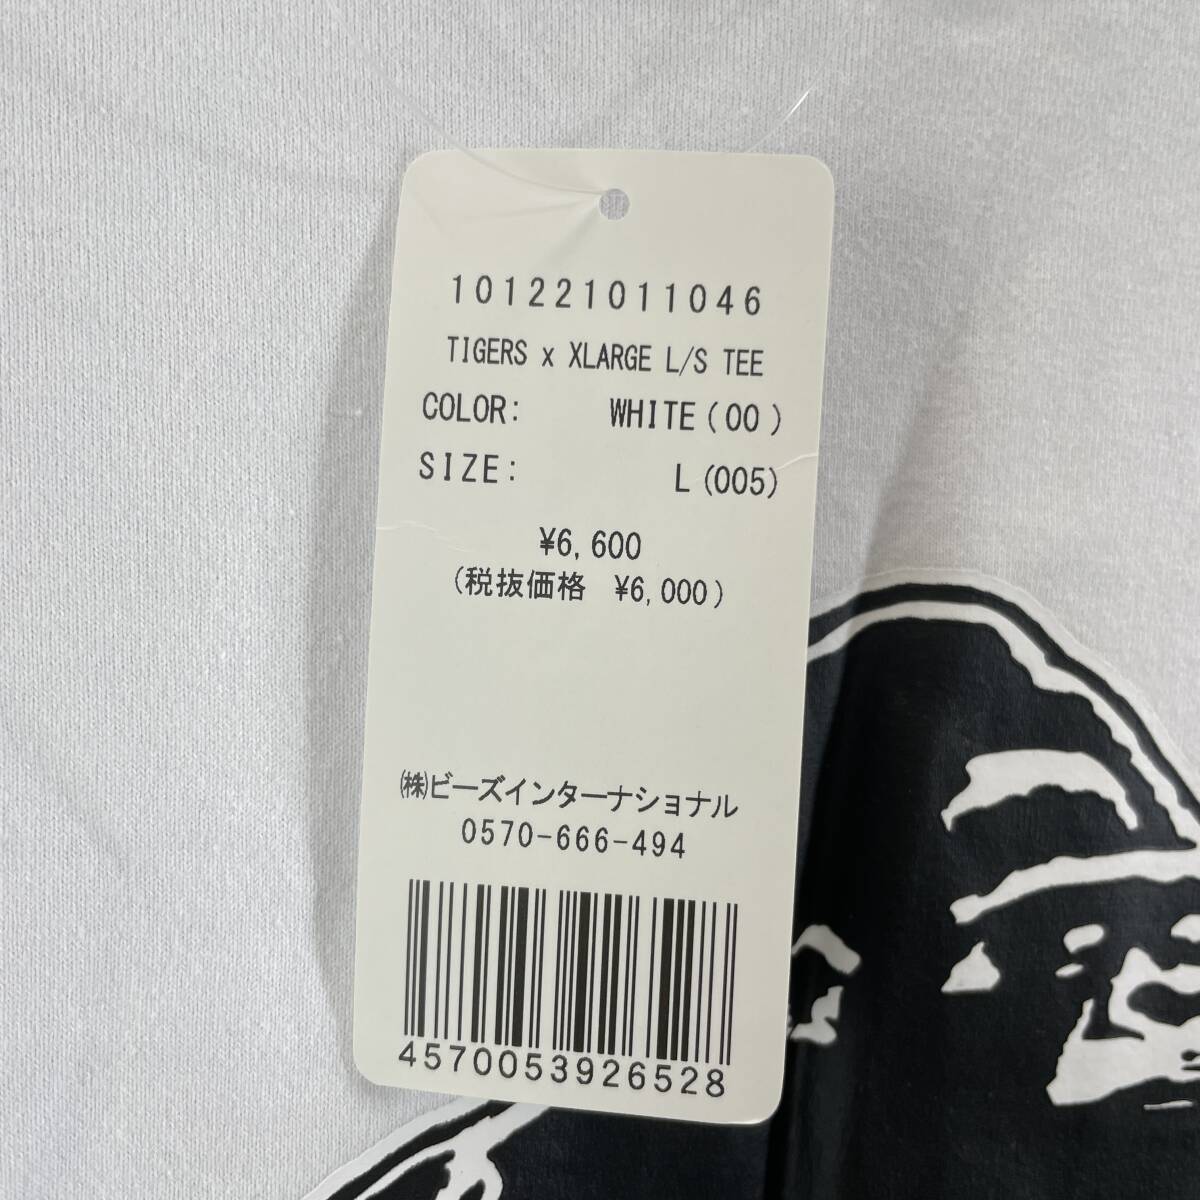 101221011046
TIGERS x XLARGE L/S TEE
COLOR: WHITE(00)
SIZE: L(005)
¥6,600
(税抜価格 ¥6,000)
㈱ビーズインターナショナル
0570-666-494
4570053926528